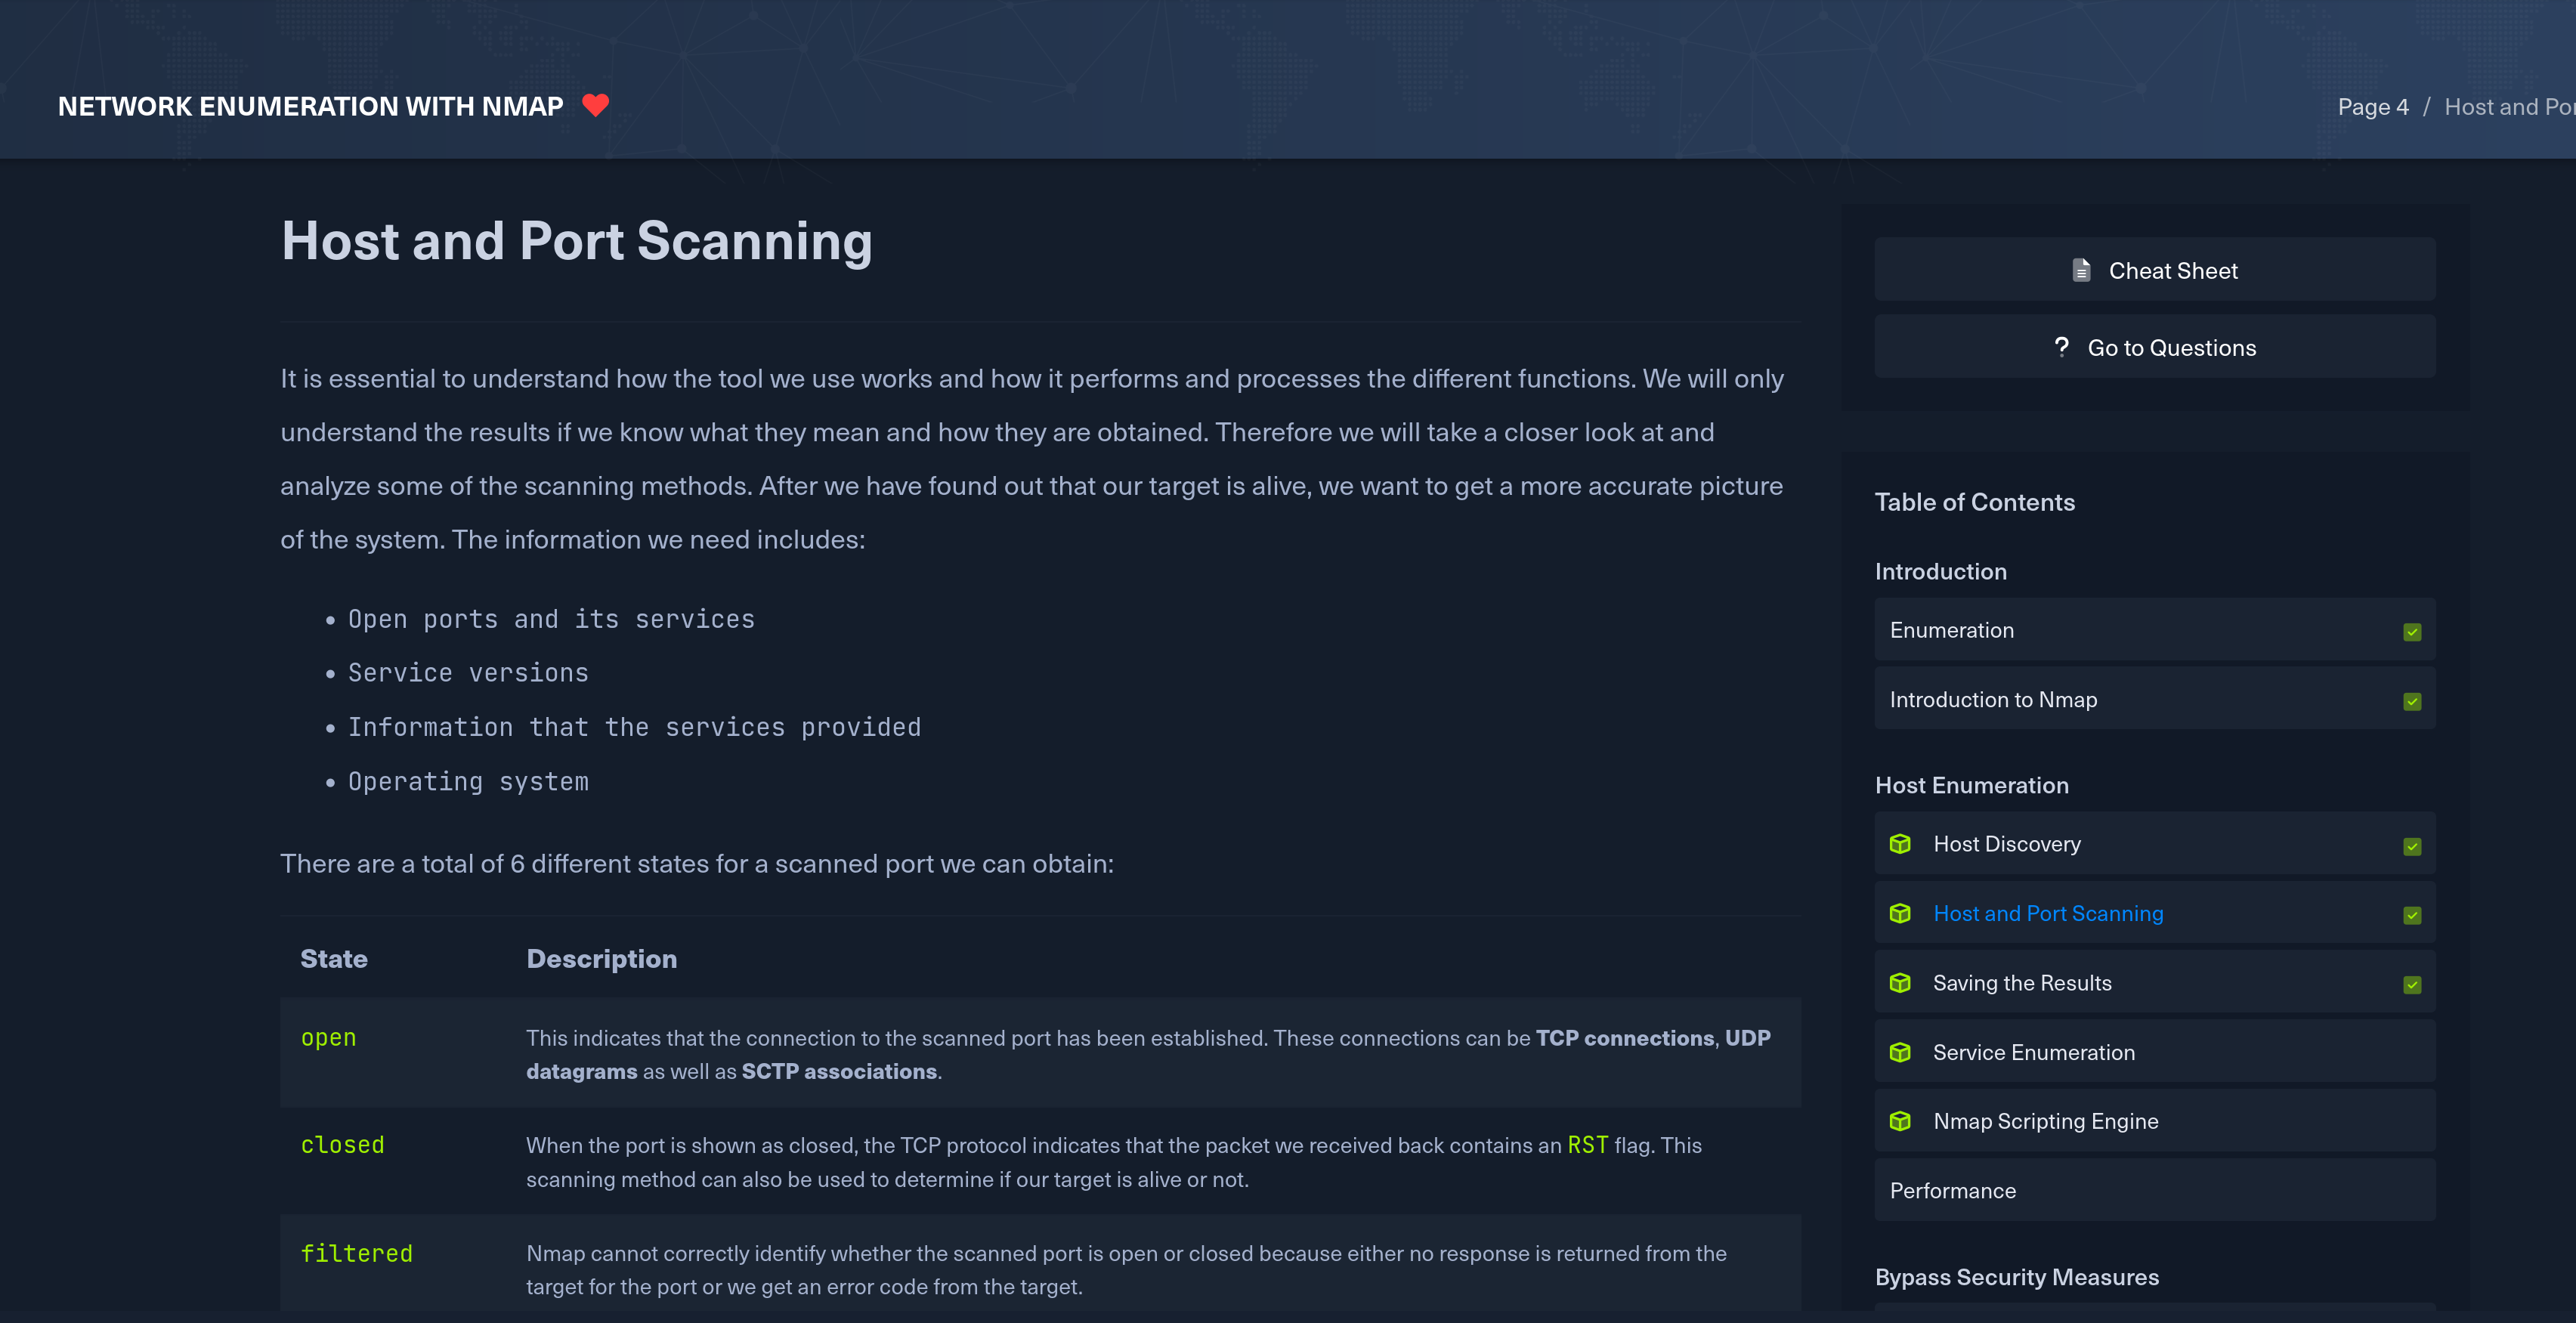 NETWORK ENUMERATION WITH NMAP
Page 4 / Host and Por
Host and Port Scanning
It is essential to understand how the tool we use works and how it performs and processes the different functions. We will only
understand the results if we know what they mean and how they are obtained. Therefore we will take a closer look at and
analyze some of the scanning methods. After we have found out that our target is alive, we want to get a more accurate picture
of the system. The information we need includes:
• Open ports and its services
• Service versions
• Information that the services provided
• Operating system
There are a total of 6 different states for a scanned port we can obtain:
State Description
open This indicates that the connection to the scanned port has been established. These connections can be TCP connections, UDP
datagrams as well as SCTP associations.
closed When the port is shown as closed, the TCP protocol indicates that the packet we received back contains an RST flag. This
scanning method can also be used to determine if our target is alive or not.
filtered Nmap cannot correctly identify whether the scanned port is open or closed because either no response is returned from the
target for the port or we get an error code from the target.
Cheat Sheet
? Go to Questions
Table of Contents
Introduction
Enumeration
Introduction to Nmap
Host Enumeration
Host Discovery
Host and Port Scanning
Saving the Results
Service Enumeration
Nmap Scripting Engine
Performance
Bypass Security Measures